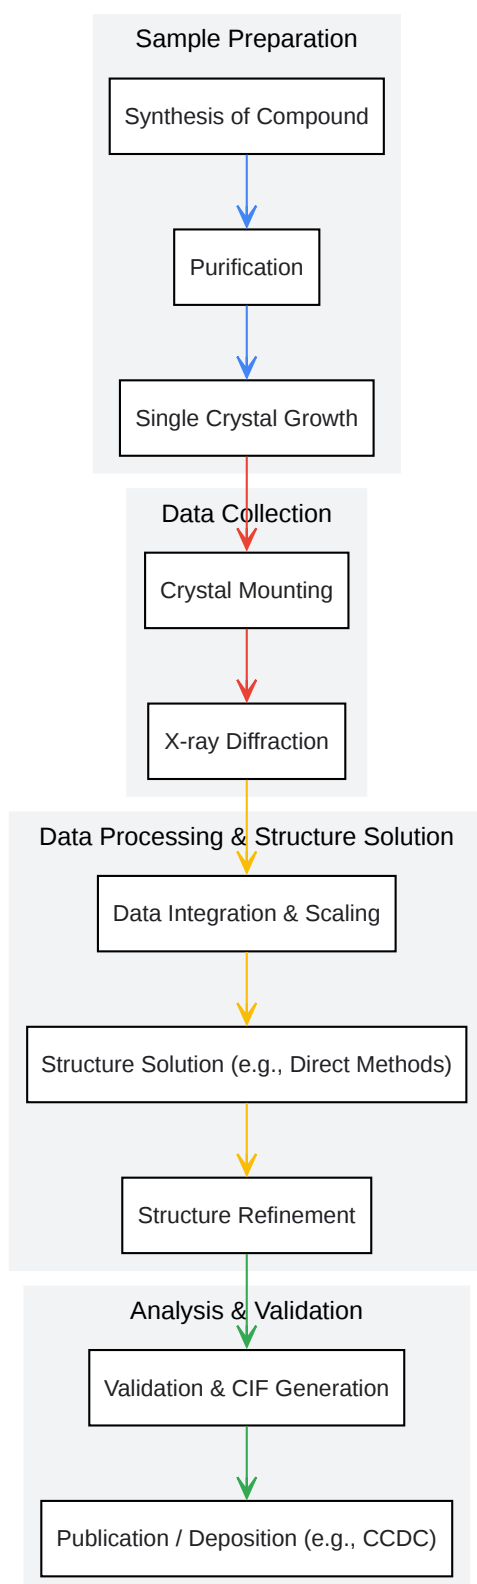 Sample Preparation
Synthesis of Compound
Purification
Single Crystal Growth
Data Collection
Crystal Mounting
X-ray Diffraction
Data Processing & Structure Solution
Data Integration & Scaling
Structure Solution (e.g., Direct Methods)
Structure Refinement
Analysis & Validation
Validation & CIF Generation
Publication / Deposition (e.g., CCDC)